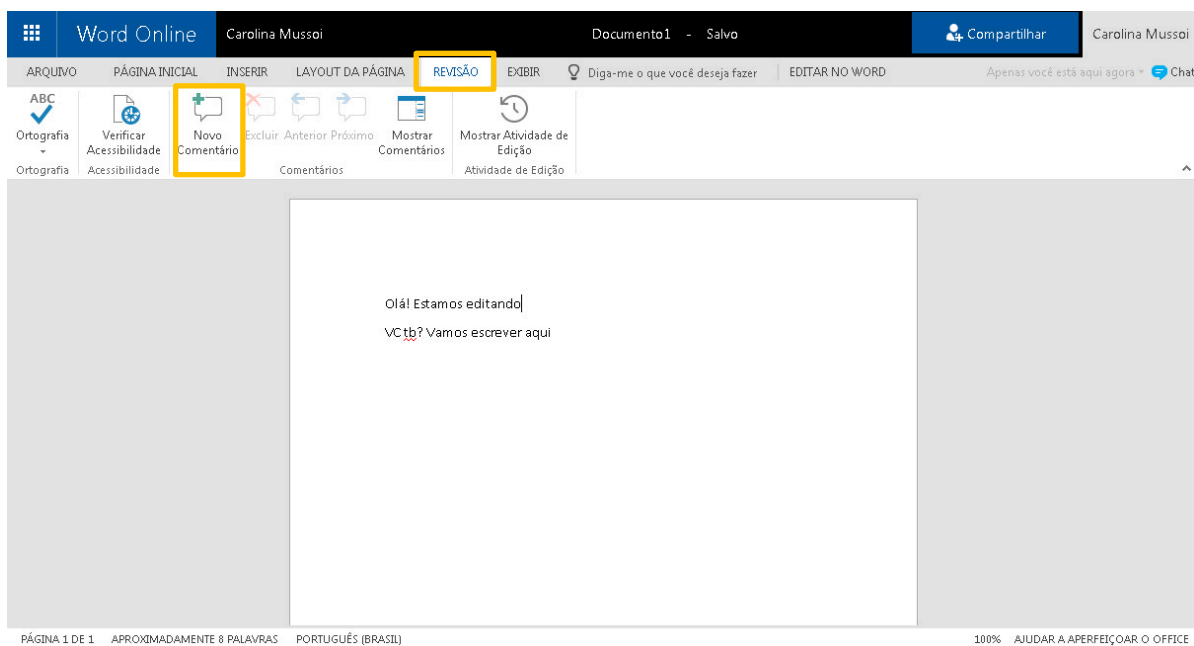 Word Online Carolina Mussoi Documento1 - Salvo Compartilhar Carolina Mussoi
ARQUIVO PÁGINA INICIAL INSERIR LAYOUT DA PÁGINA REVISÃO EXIBIR Diga-me o que você deseja fazer EDITAR NO WORD Apenas você está aqui agora Chat
ABC
Ortografia Verificar Novo Excluir Anterior Próximo Mostrar Mostrar Atividade de
Acessibilidade Comentário Comentários Edição
Ortografia Acessibilidade Comentários Atividade de Edição
Olá! Estamos editando
VC tb? Vamos escrever aqui
PÁGINA 1 DE 1 APROXIMADAMENTE 8 PALAVRAS PORTUGUÊS (BRASIL) 100% AJUDAR A APERFEIÇOAR O OFFICE